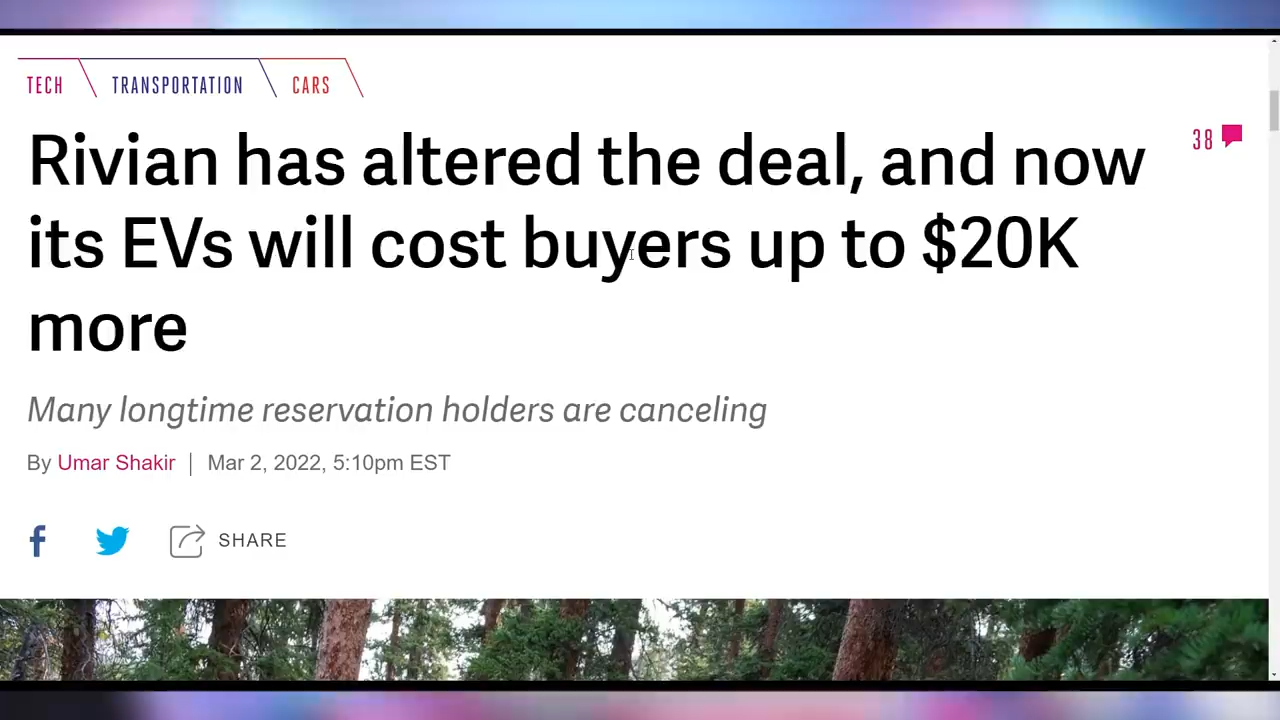 TECH TRANSPORTATION CARS
Rivian has altered the deal, and now
38
its EVs will cost buyers up to $20K
more
Many longtime reservation holders are canceling
By Umar Shakir | Mar 2, 2022, 5:10pm EST
SHARE